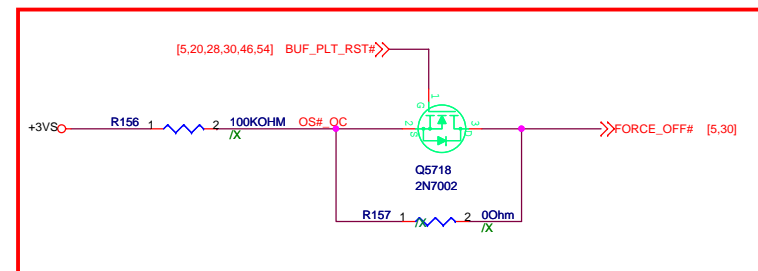 [5,20,28,30,46,54] BUF_PLT_RST#
1
G
+3VS R156 1 2 100KOHM OS#_OC 2 S D 3 FORCE_OFF# [5,30]
/X
Q5718
2N7002
R157 1 /X 2 0Ohm
/X